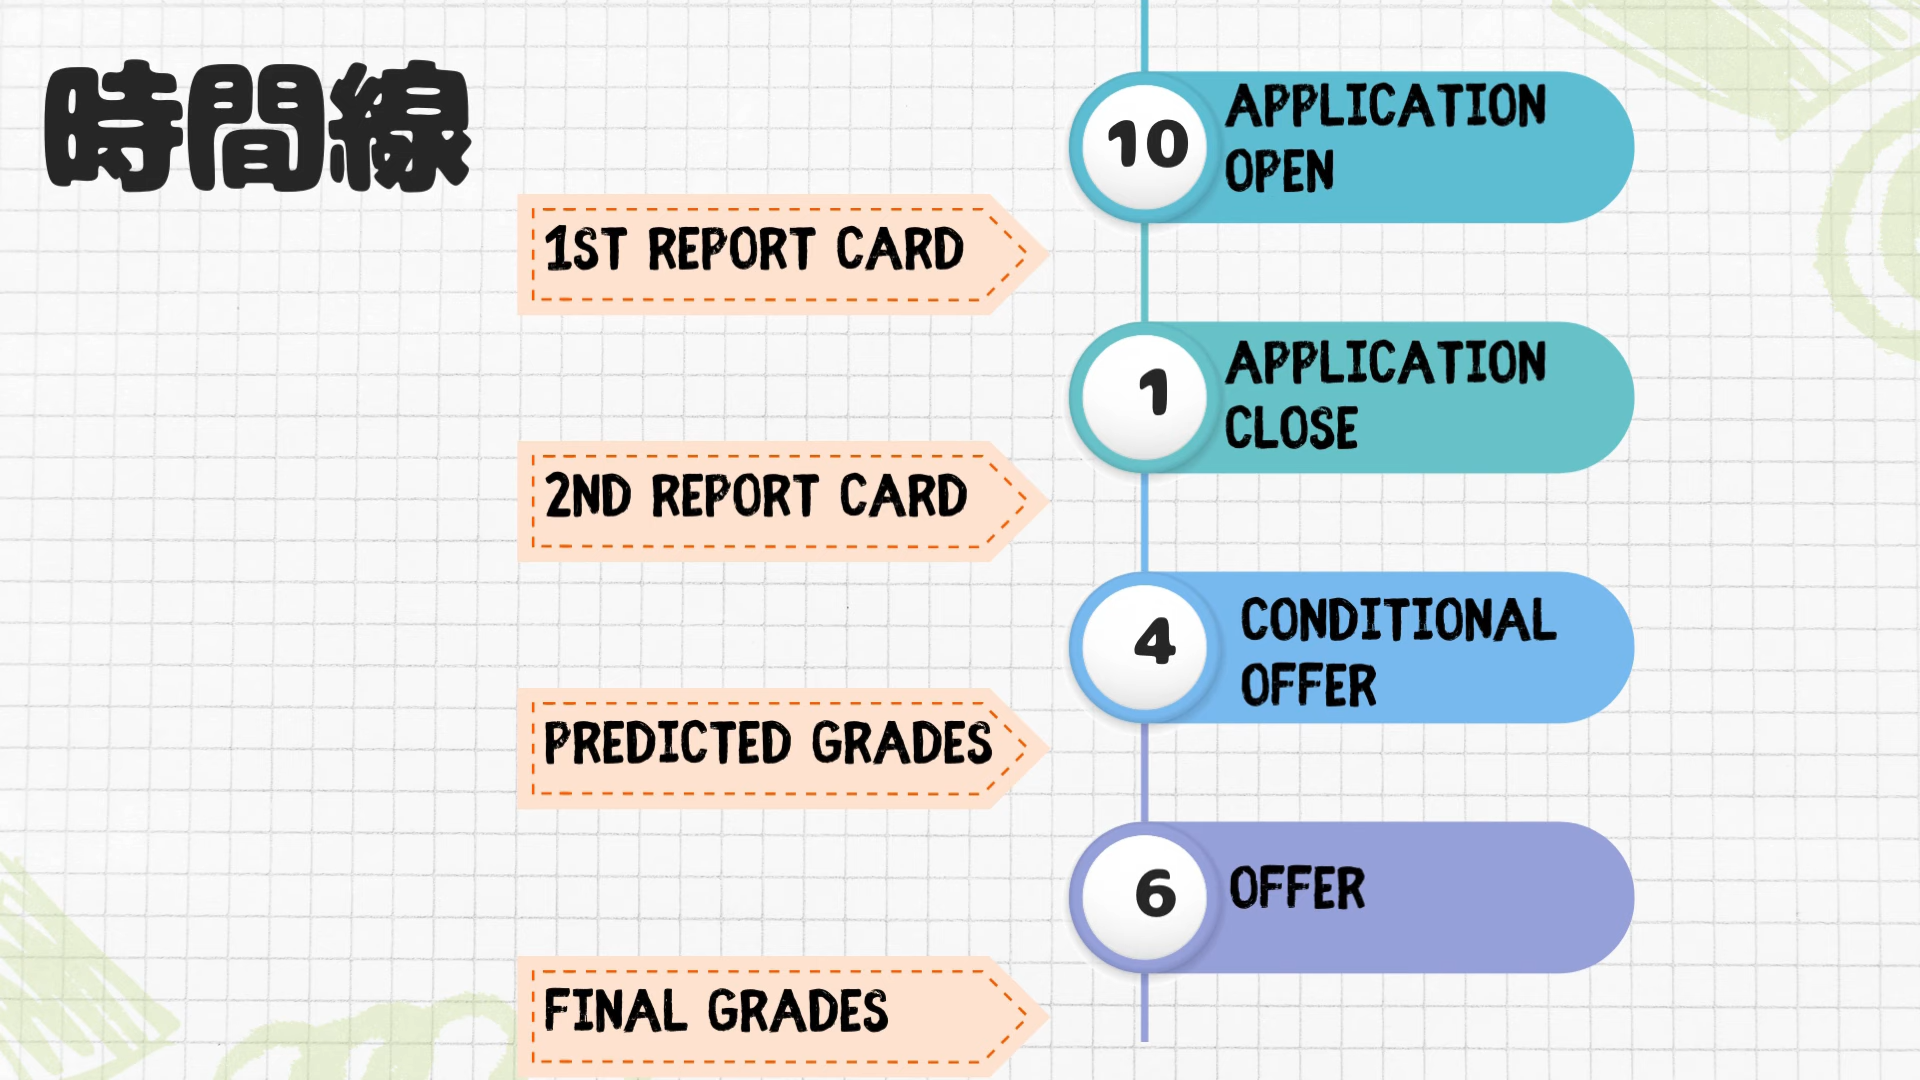 時間線
10
APPLICATION
OPEN
1ST REPORT CARD
1
APPLICATION
CLOSE
2ND REPORT CARD
4
CONDITIONAL
OFFER
PREDICTED GRADES
6
OFFER
FINAL GRADES